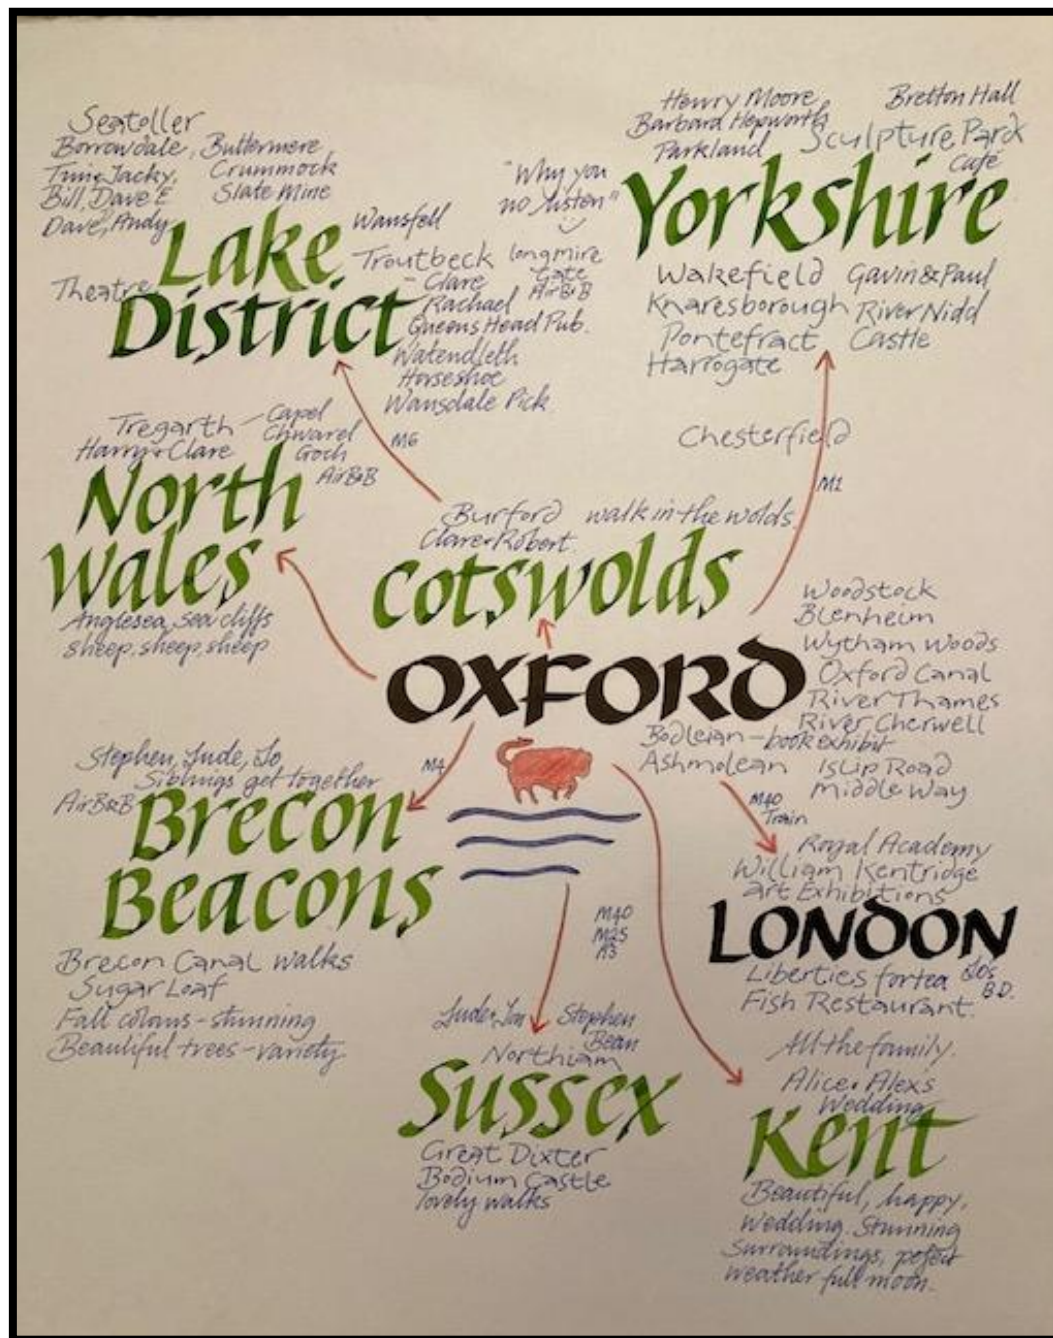 Seatoller
Borrowdale, Buttermere
Tim, Jacky, Crummock
Bill, Dave E Slate Mine
Dave, Andy
Lake
District
Theatre
Wansfell
Troutbeck
- Clare
Rachael
Queens Head Pub.
Watendleth
Horseshoe
Wansdale Pick
"Why you
no listen"
Longmire
Gate
AirB&B
Henry Moore
Barbara Hepworth
Parkland
Bretton Hall
Sculpture Park
Café
Yorkshire
Wakefield Gavin & Paul
Knaresborough River Nidd
Pontefract Castle
Harrogate
Chesterfield
M6
M1
Tregarth - Capel
Harry + Clare Chwarel
Goch
AirB&B
North
Wales
Anglesea, sea cliffs
sheep, sheep, sheep
Burford walk in the wolds
Clare + Robert
Cotswolds
OXFORD
Woodstock
Blenheim
Wytham Woods
Oxford Canal
River Thames
River Cherwell
Bodleian - book exhibit
Ashmolean Islip Road
Middle Way
Stephen, Jude, Jo
Siblings get together
AirB&B
M4
Brecon
Beacons
Brecon Canal walks
Sugar Loaf
Fall colours - stunning
Beautiful trees - variety
M40
Train
Royal Academy
William Kentridge
Art Exhibitions
LONDON
Liberties for tea Jo's
Fish Restaurant B.D.
M40
M25
A3
Stephen
Bean
Northiam
Sussex
Great Dixter
Bodium Castle
lovely walks
All the family.
Alice + Alexs
Wedding
Kent
Beautiful, happy,
wedding. Stunning
Surroundings, perfect
weather full moon.